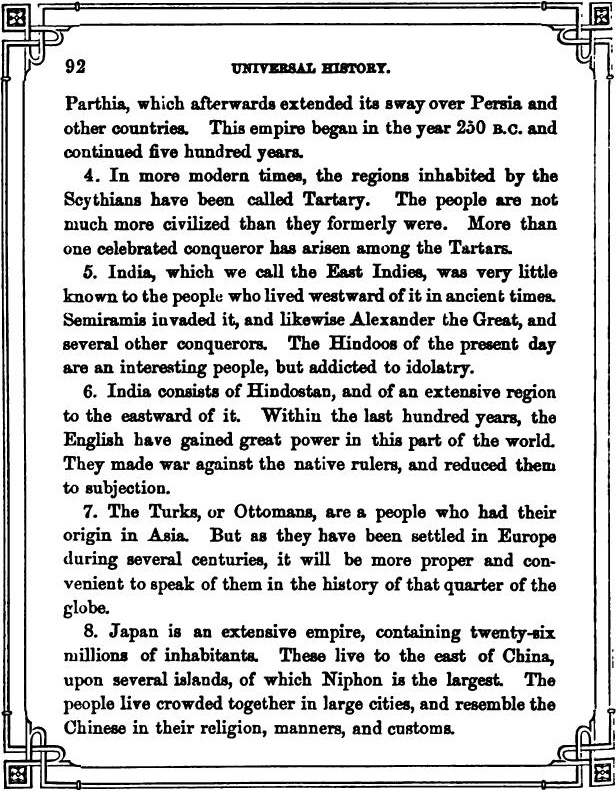 92 UNIVERSAL HISTORY.
Parthia, which afterwards extended its sway over Persia and
other countries. This empire began in the year 250 B.C. and
continued five hundred years.
4. In more modern times, the regions inhabited by the
Scythians have been called Tartary. The people are not
much more civilized than they formerly were. More than
one celebrated conqueror has arisen among the Tartars.
5. India, which we call the East Indies, was very little
known to the people who lived westward of it in ancient times.
Semiramis invaded it, and likewise Alexander the Great, and
several other conquerors. The Hindoos of the present day
are an interesting people, but addicted to idolatry.
6. India consists of Hindostan, and of an extensive region
to the eastward of it. Within the last hundred years, the
English have gained great power in this part of the world.
They made war against the native rulers, and reduced them
to subjection.
7. The Turks, or Ottomans, are a people who had their
origin in Asia. But as they have been settled in Europe
during several centuries, it will be more proper and con-
venient to speak of them in the history of that quarter of the
globe.
8. Japan is an extensive empire, containing twenty-six
millions of inhabitants. These live to the east of China,
upon several islands, of which Niphon is the largest. The
people live crowded together in large cities, and resemble the
Chinese in their religion, manners, and customs.